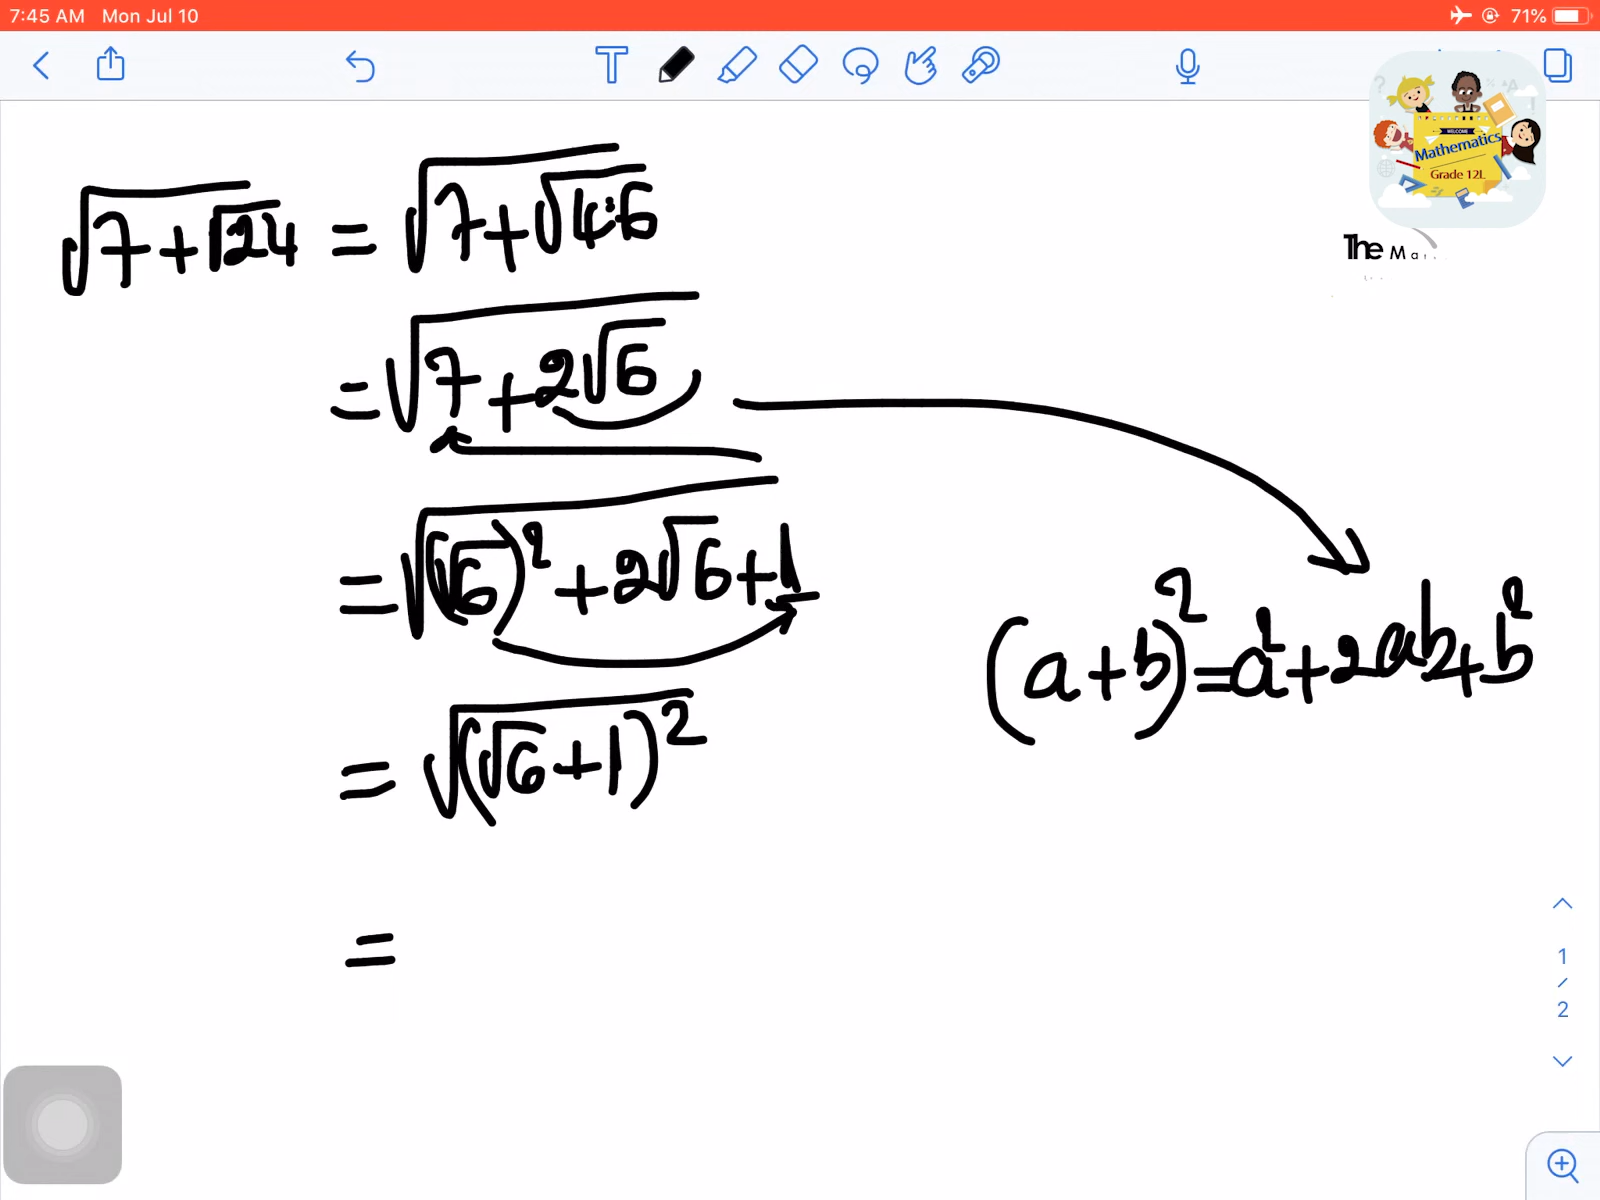 7:45 AM Mon Jul 10 71%
WELCOME
Mathematics
Grade 12L
The Ma
√(7+√24) = √(7+√(4·6))
= √(7+2√6)
= √((√6)²+2√6+1)
(a+b)²=a²+2ab+b²
= √((√6+1)²)
=
1
/
2